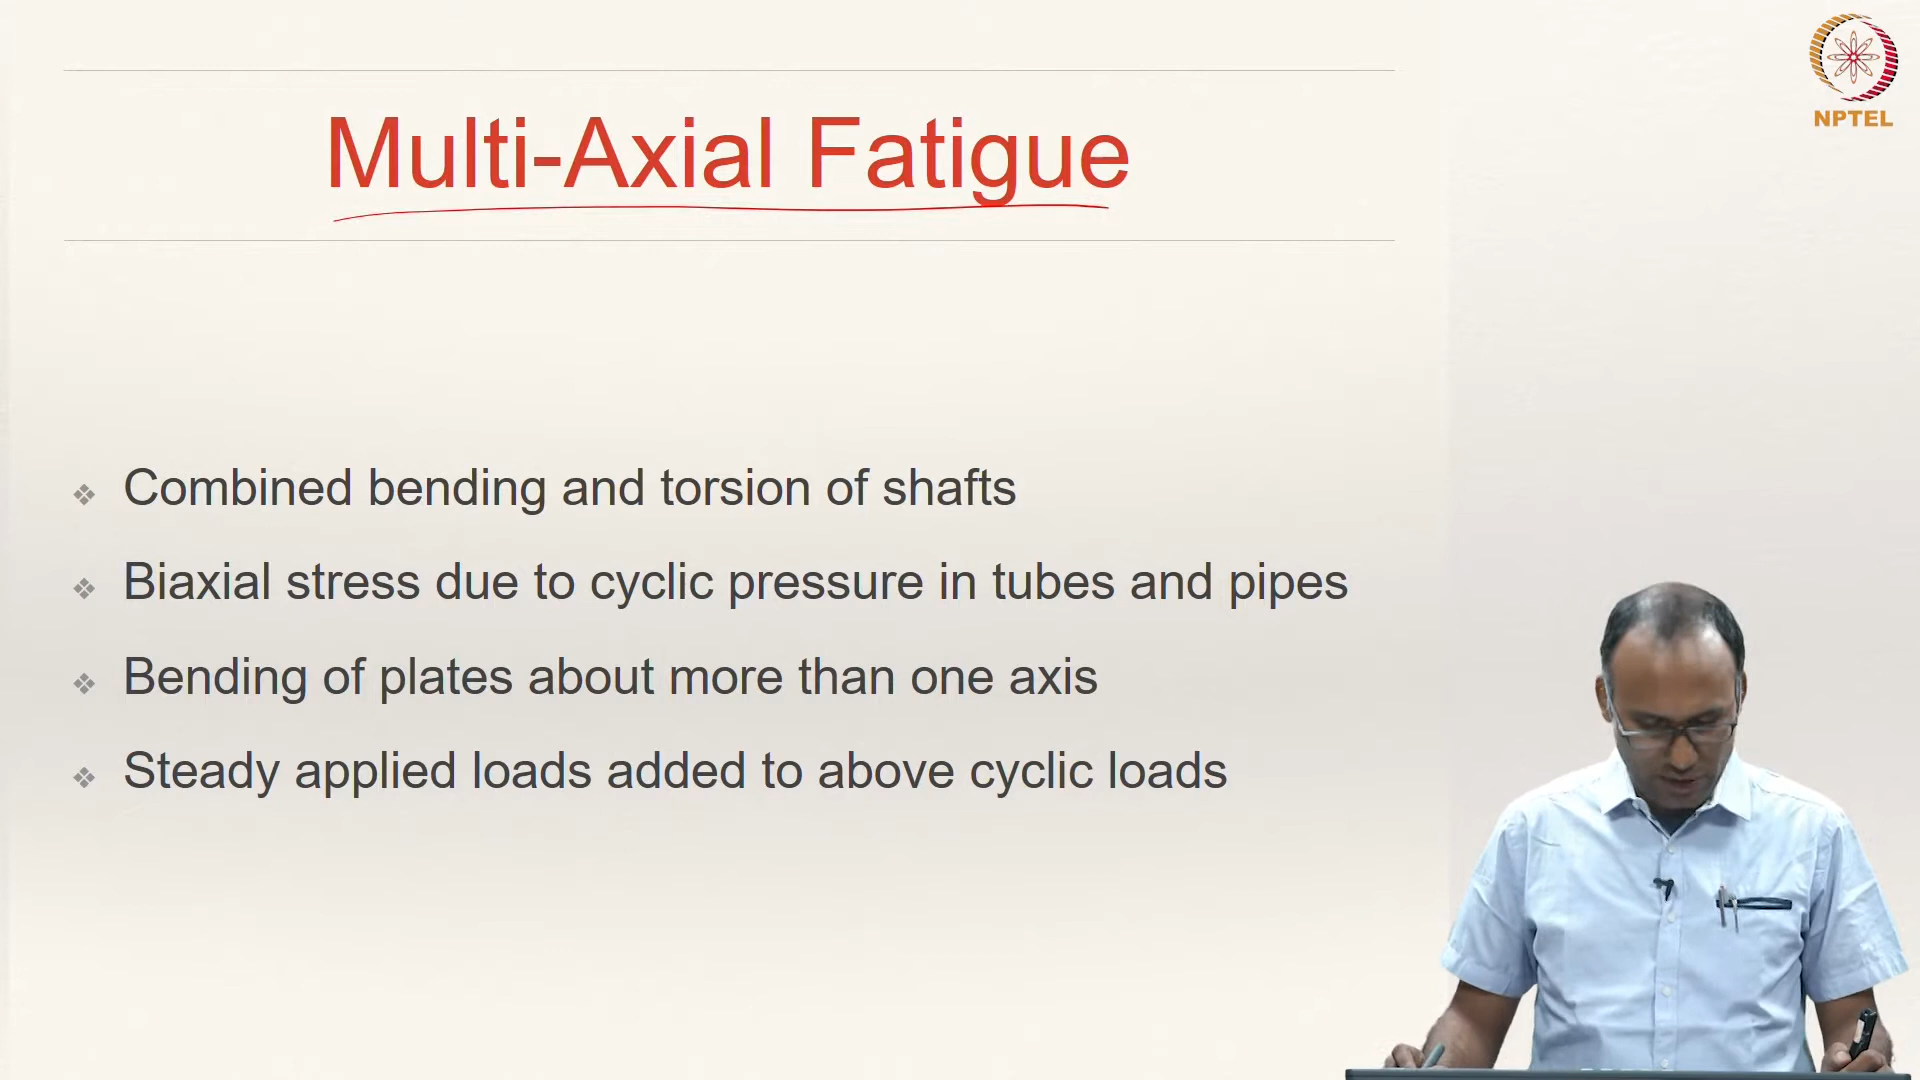 NPTEL
Multi-Axial Fatigue
Combined bending and torsion of shafts
Biaxial stress due to cyclic pressure in tubes and pipes
Bending of plates about more than one axis
Steady applied loads added to above cyclic loads